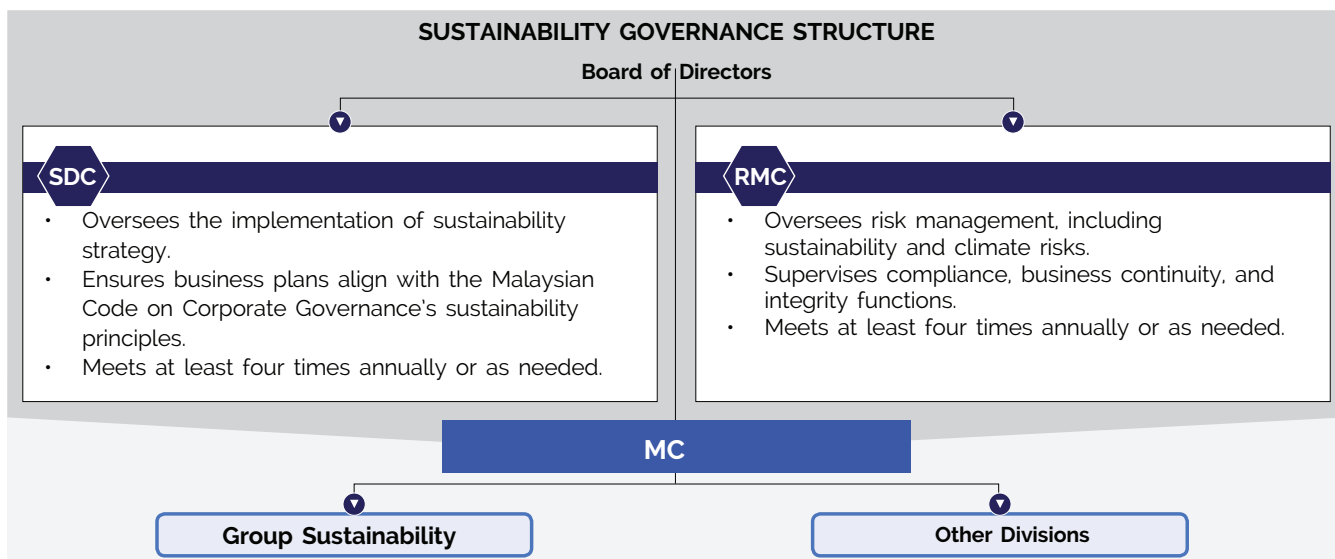 SUSTAINABILITY GOVERNANCE STRUCTURE
Board of Directors
SDC
• Oversees the implementation of sustainability
strategy.
• Ensures business plans align with the Malaysian
Code on Corporate Governance’s sustainability
principles.
• Meets at least four times annually or as needed.
RMC
• Oversees risk management, including
sustainability and climate risks.
• Supervises compliance, business continuity, and
integrity functions.
• Meets at least four times annually or as needed.
MC
Group Sustainability
Other Divisions